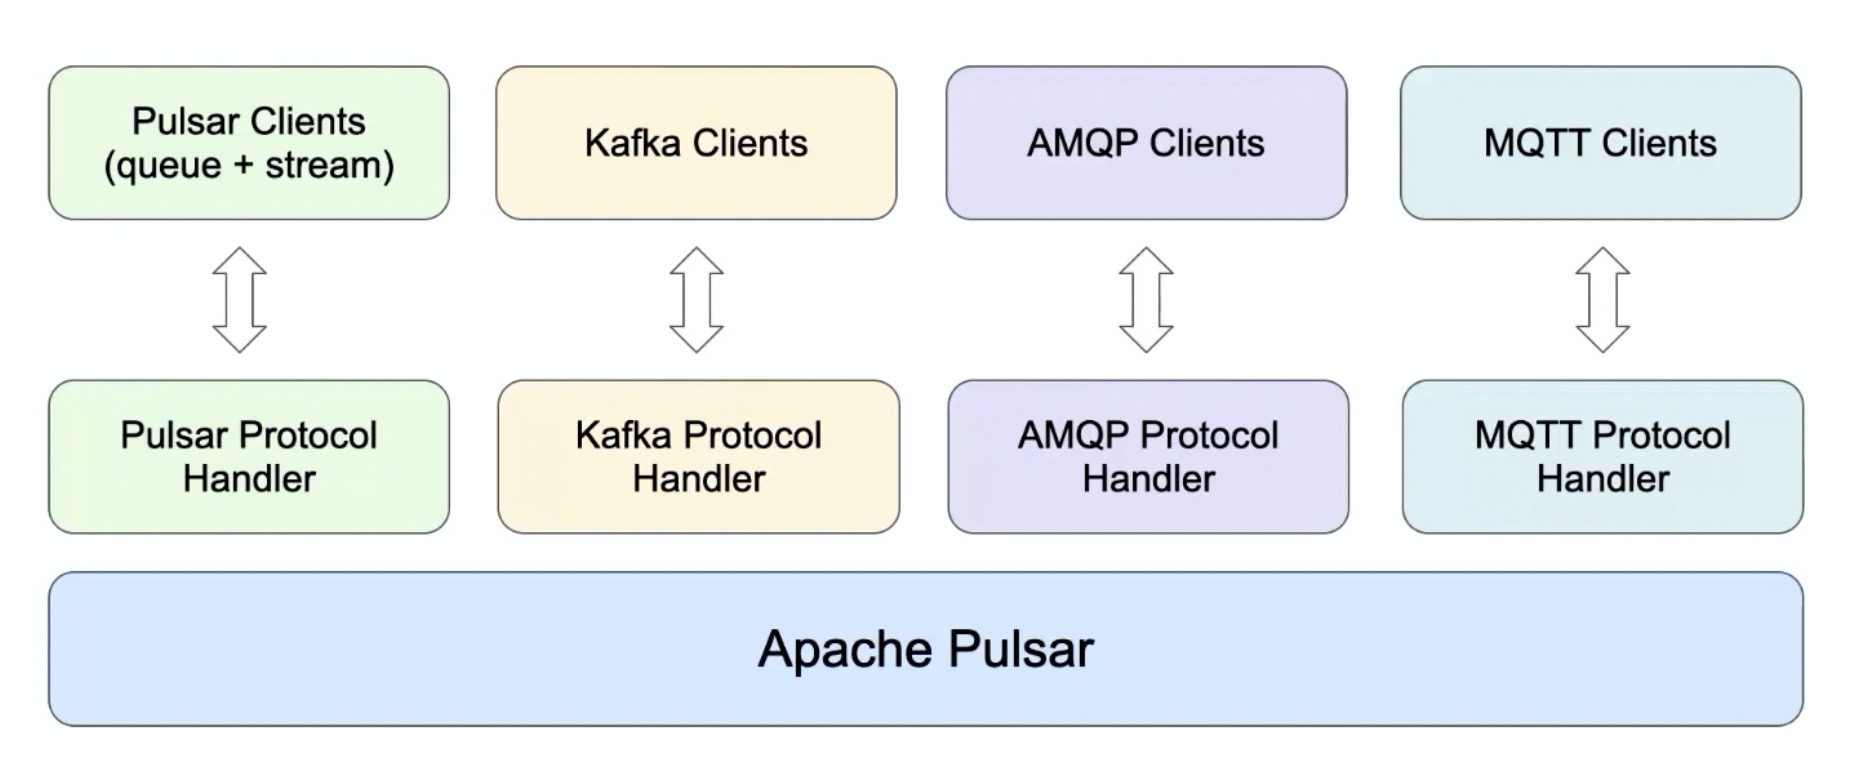 Pulsar Clients
(queue + stream)
Kafka Clients
AMQP Clients
MQTT Clients
Pulsar Protocol
Handler
Kafka Protocol
Handler
AMQP Protocol
Handler
MQTT Protocol
Handler
Apache Pulsar